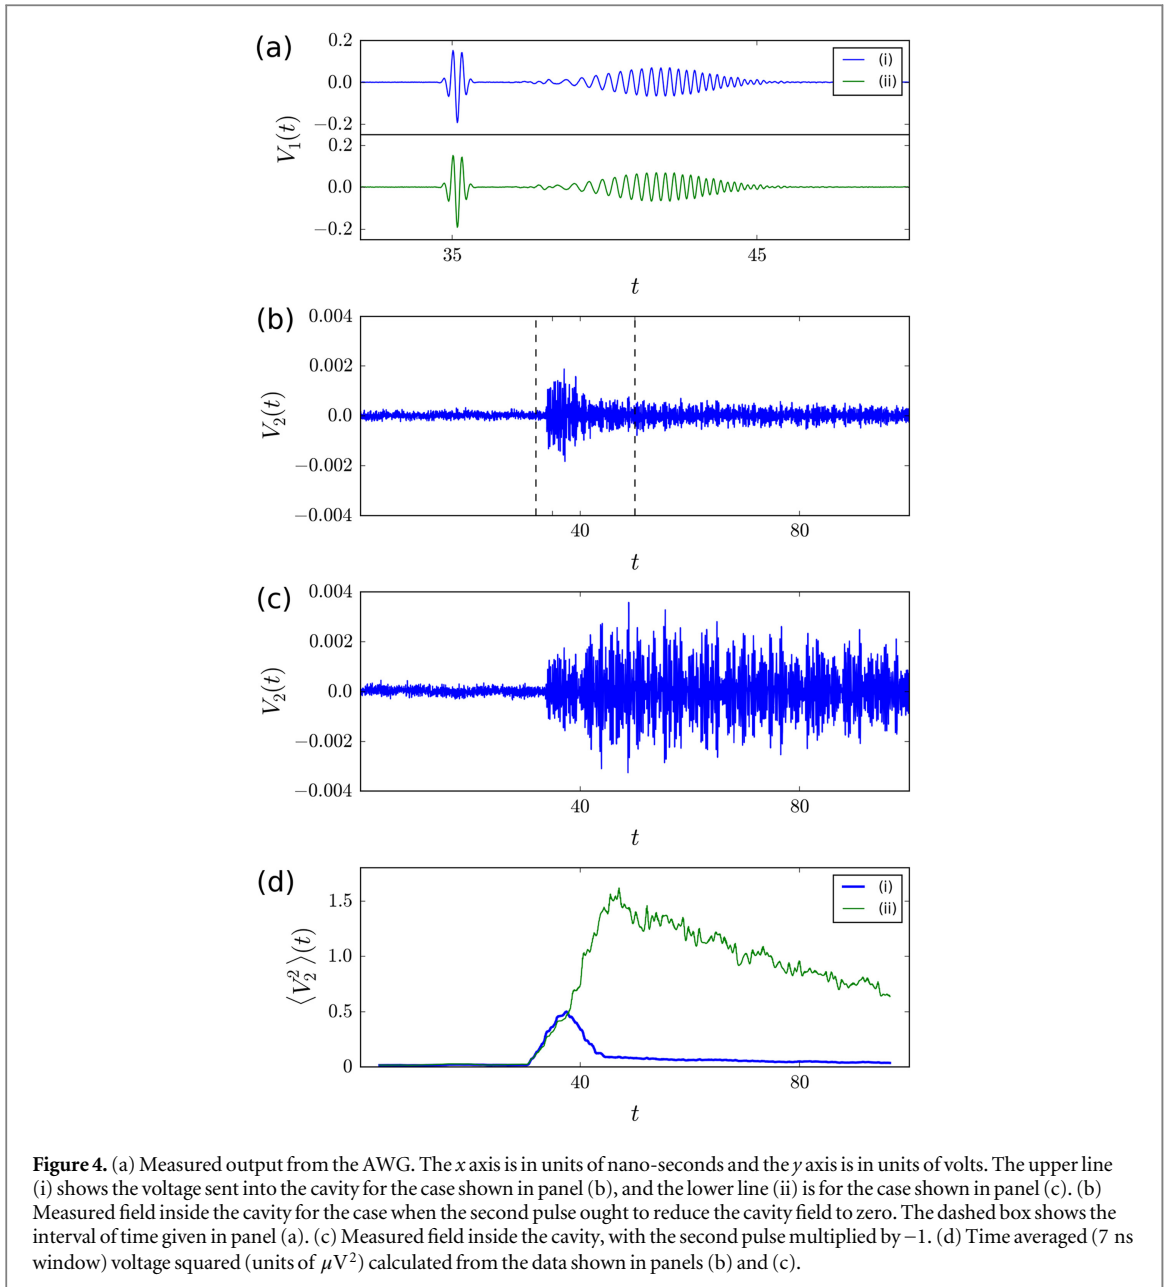 (a)
0.2
0.0
−0.2
(i)
(ii)
0.2
0.0
−0.2
V₁(t)
35
45
t
(b)
0.004
0.002
0.0
−0.002
−0.004
V₂(t)
40
80
t
(c)
0.004
0.002
0.0
−0.002
−0.004
V₂(t)
40
80
t
(d)
1.5
1.0
0.5
0
⟨V₂²⟩(t)
(i)
(ii)
40
80
t
Figure 4. (a) Measured output from the AWG. The x axis is in units of nano-seconds and the y axis is in units of volts. The upper line
(i) shows the voltage sent into the cavity for the case shown in panel (b), and the lower line (ii) is for the case shown in panel (c). (b)
Measured field inside the cavity for the case when the second pulse ought to reduce the cavity field to zero. The dashed box shows the
interval of time given in panel (a). (c) Measured field inside the cavity, with the second pulse multiplied by −1. (d) Time averaged (7 ns
window) voltage squared (units of μV²) calculated from the data shown in panels (b) and (c).